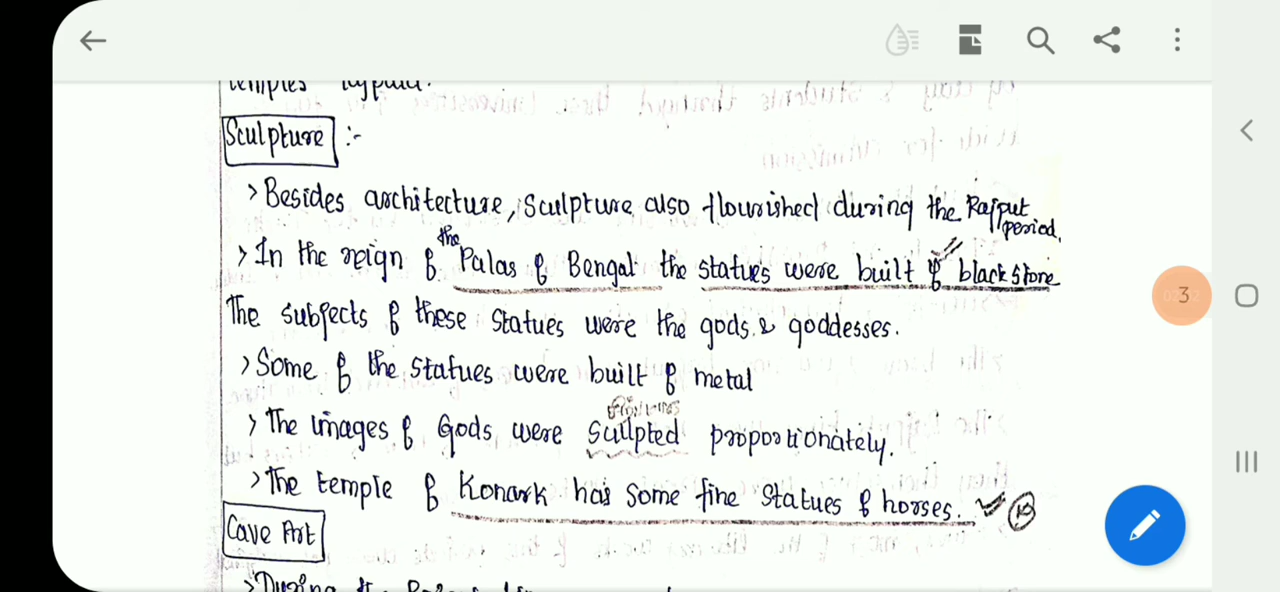 temples
Sculpture :-
> Besides architecture, Sculpture also flourished during the Rajput period.
> In the reign of the Palas of Bengal the statues were built of black stone
The subjects of these statues were the gods & goddesses.
> Some of the statues were built of metal
> The images of Gods were Scullpted proportionately.
> The temple of Konark has some fine statues of horses.
Cave Art
3